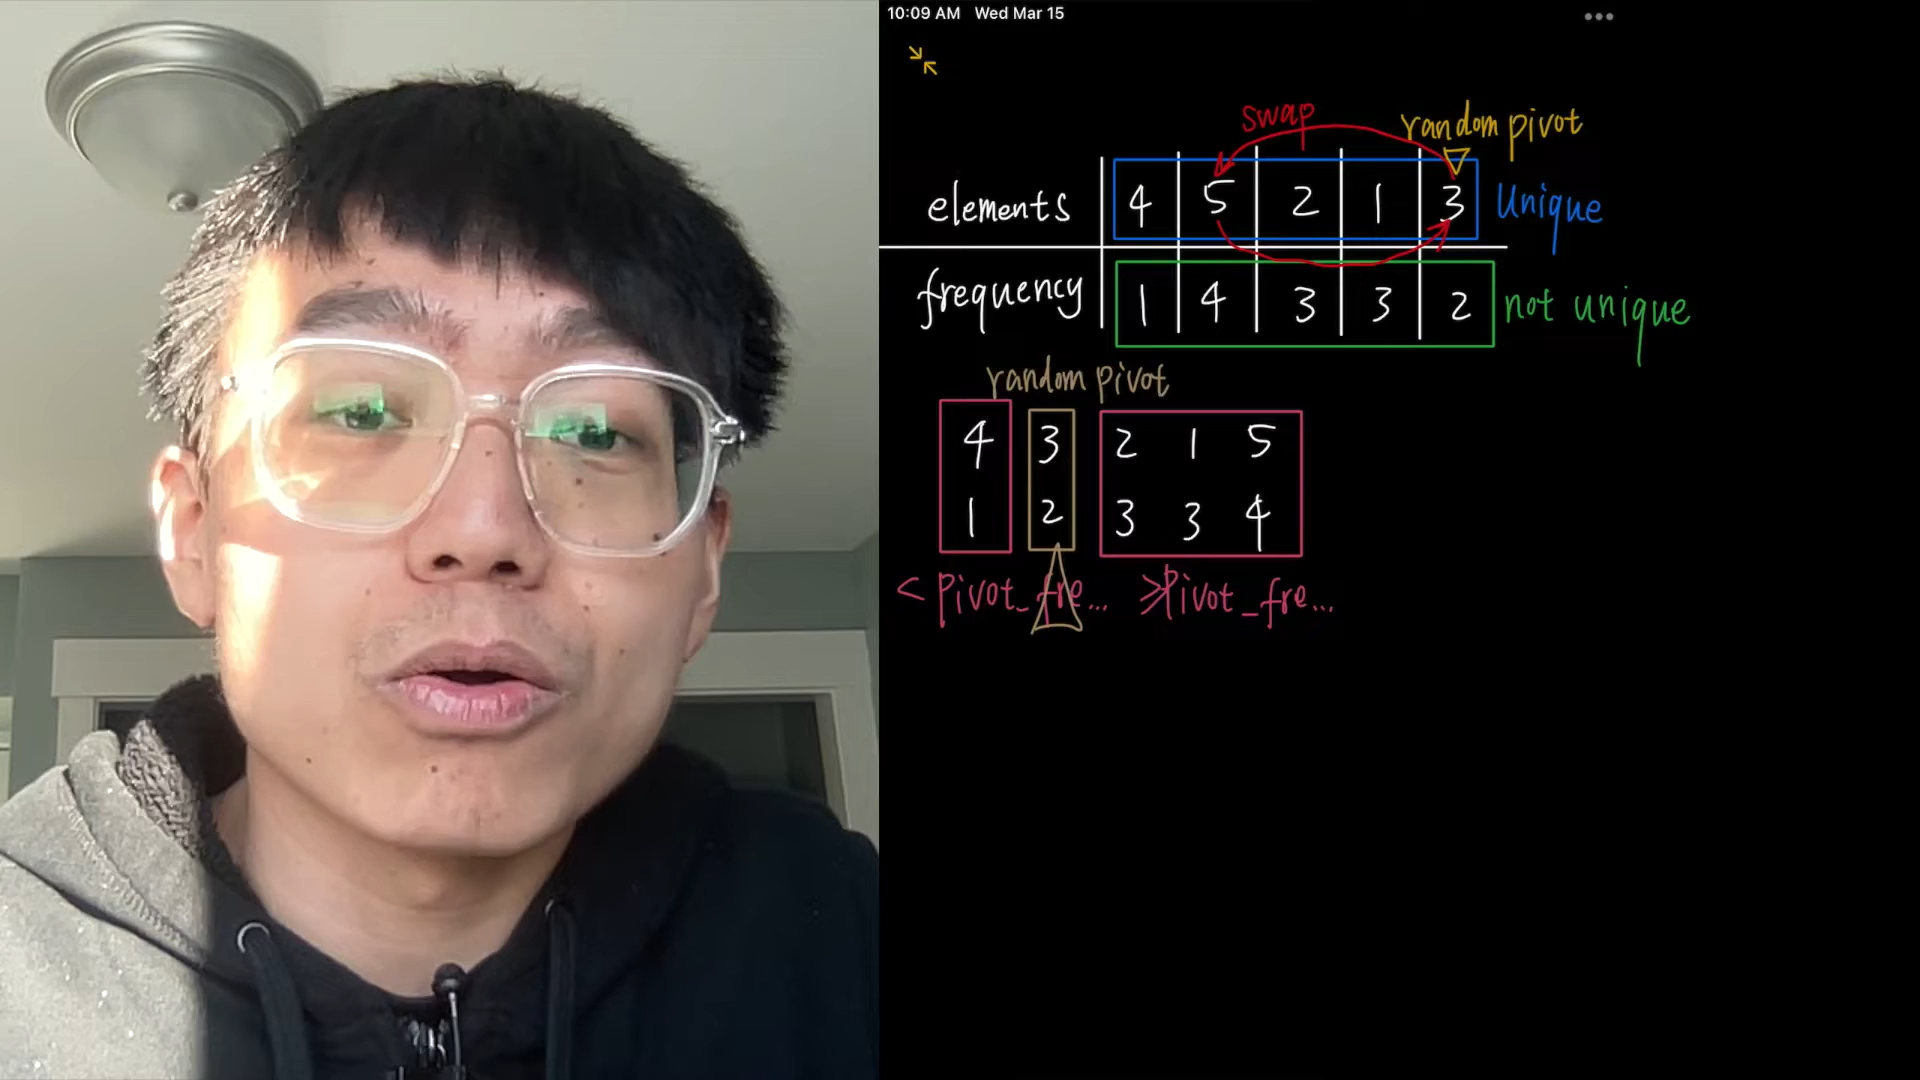 10:09 AM Wed Mar 15
swap
random pivot
elements 4 5 2 1 3 Unique
frequency 1 4 3 3 2 not unique
random pivot
4 3 2 1 5
1 2 3 3 4
< Pivot_fre... ≥Pivot_fre...